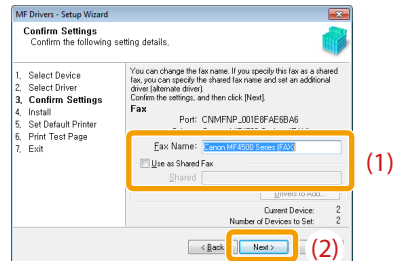 MF Drivers - Setup Wizard
Confirm Settings
Confirm the following setting details.
1. Select Device
2. Select Driver
3. Confirm Settings
4. Install
5. Set Default Printer
6. Print Test Page
7. Exit
You can change the fax name. If you specify this fax as a shared
fax, you can specify the shared fax name and set an additional
driver (alternate driver).
Confirm the settings, and then click [Next].
Fax
Port: CNMFNP_001E8FAE6BA6
Fax Name: Canon MF4500 Series (FAX)
Use as Shared Fax
Shared
(1)
Drivers to Add...
Current Device: 2
Number of Devices to Set: 2
< Back
Next >
(2)